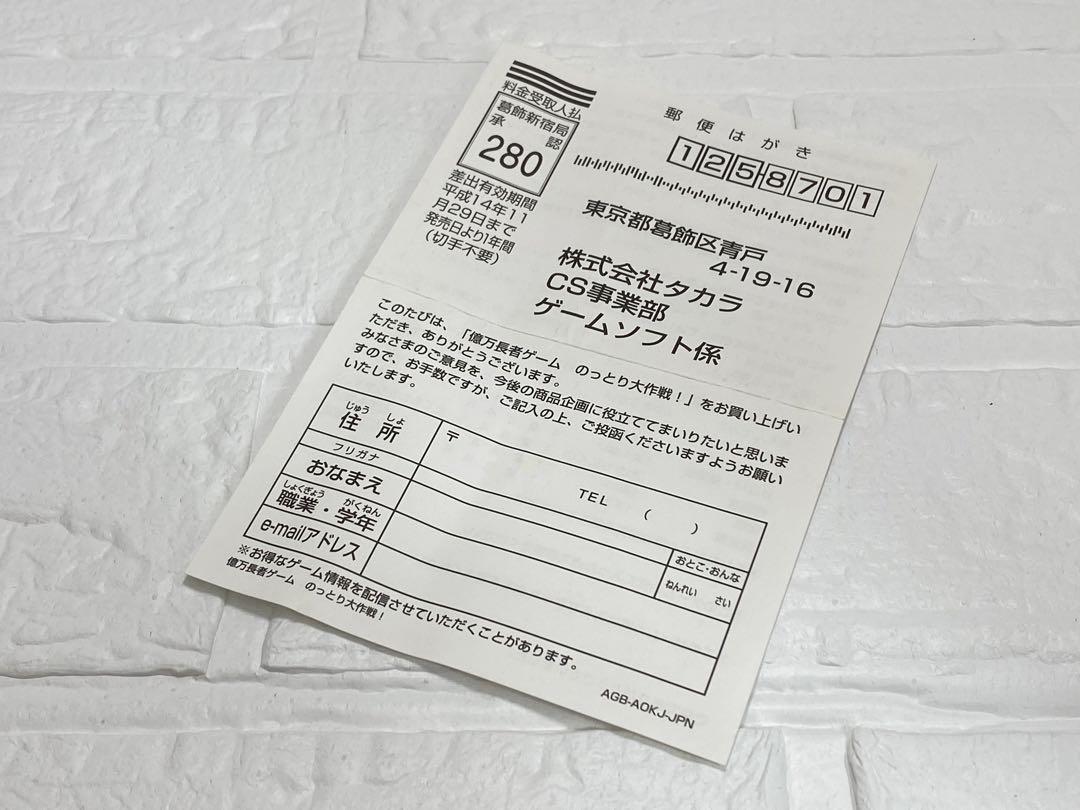 料金受取人払
葛飾新宿局
承認
280
差出有効期間
平成14年11
月29日まで
発売日より1年間
(切手不要)
郵便はがき
1258701
東京都葛飾区青戸
4-19-16
株式会社タカラ
CS事業部
ゲームソフト係
このたびは、「億万長者ゲーム のっとり大作戦!」をお買い上げい
ただき、ありがとうございます。
みなさまのご意見を、今後の商品企画に役立ててまいりたいと思いま
すので、お手数ですが、ご記入の上、ご投函くださいますようお願い
いたします。
じゅう しょ
住所
〒
TEL ( )
フリガナ
おなまえ
おとこ・おんな
しょくぎょう がくねん
職業・学年
ねんれい さい
e-mailアドレス
※お得なゲーム情報を配信させていただくことがあります。
億万長者ゲーム のっとり大作戦!
AGB-AOKJ-JPN